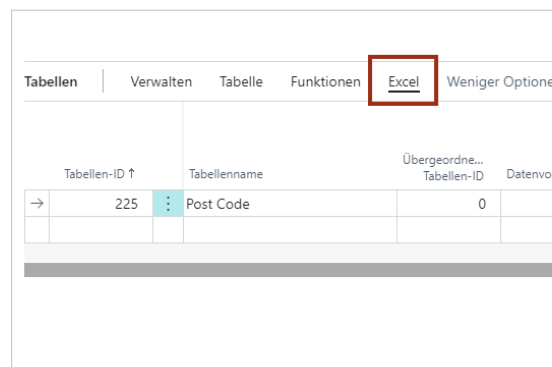 Tabellen Verwalten Tabelle Funktionen Excel Weniger Optione
Übergeordne...
Tabellen-ID ↑ Tabellenname Tabellen-ID Datenvo
→ 225 ⋮ Post Code 0